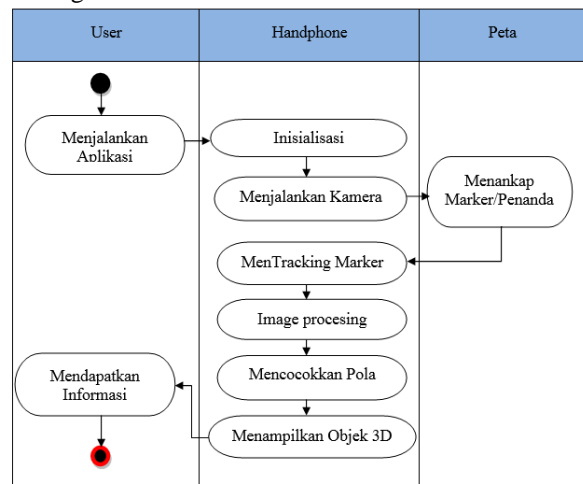 User
Handphone
Peta
Menjalankan
Aplikasi
Inisialisasi
Menjalankan Kamera
Menankap
Marker/Penanda
MenTracking Marker
Image procesing
Mencocokkan Pola
Menampilkan Objek 3D
Mendapatkan
Informasi